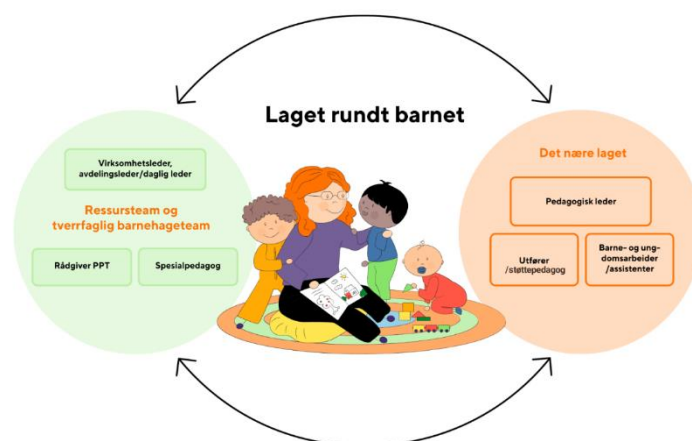 Laget rundt barnet
Virksomhetsleder,
avdelingsleder/daglig leder
Ressursteam og
tverrfaglig barnehageteam
Rådgiver PPT
Spesialpedagog
Det nære laget
Pedagogisk leder
Utfører
/støttepedagog
Barne- og ung-
domsarbeider
/assistenter